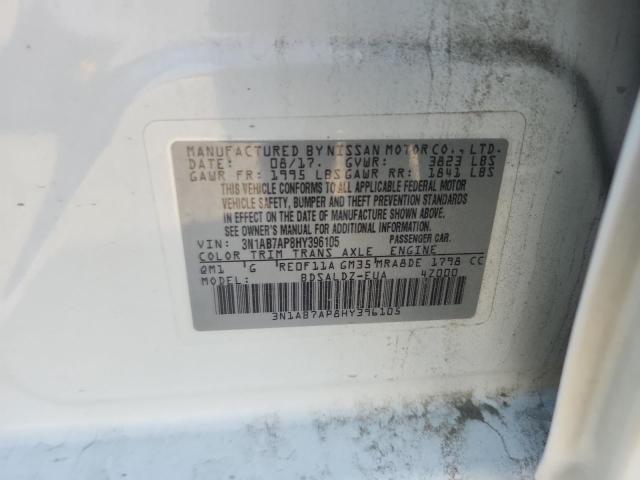 MANUFACTURED BY NISSAN MOTOR CO., LTD.
DATE: 08/17. GVWR: 3823 LBS
GAWR FR: 1995 LBS GAWR RR: 1841 LBS
THIS VEHICLE CONFORMS TO ALL APPLICABLE FEDERAL MOTOR
VEHICLE SAFETY, BUMPER AND THEFT PREVENTION STANDARDS
IN EFFECT ON THE DATE OF MANUFACTURE SHOWN ABOVE.
SEE OWNER'S MANUAL FOR ADDITIONAL INFORMATION.
VIN: 3N1AB7AP8HY396105 PASSENGER CAR.
COLOR TRIM TRANS AXLE ENGINE
QM1 G RE0F11A GM35 MRA8DE 1798 CC
MODEL: BDSALDZ-EUA 4Z000
3N1AB7AP8HY396105